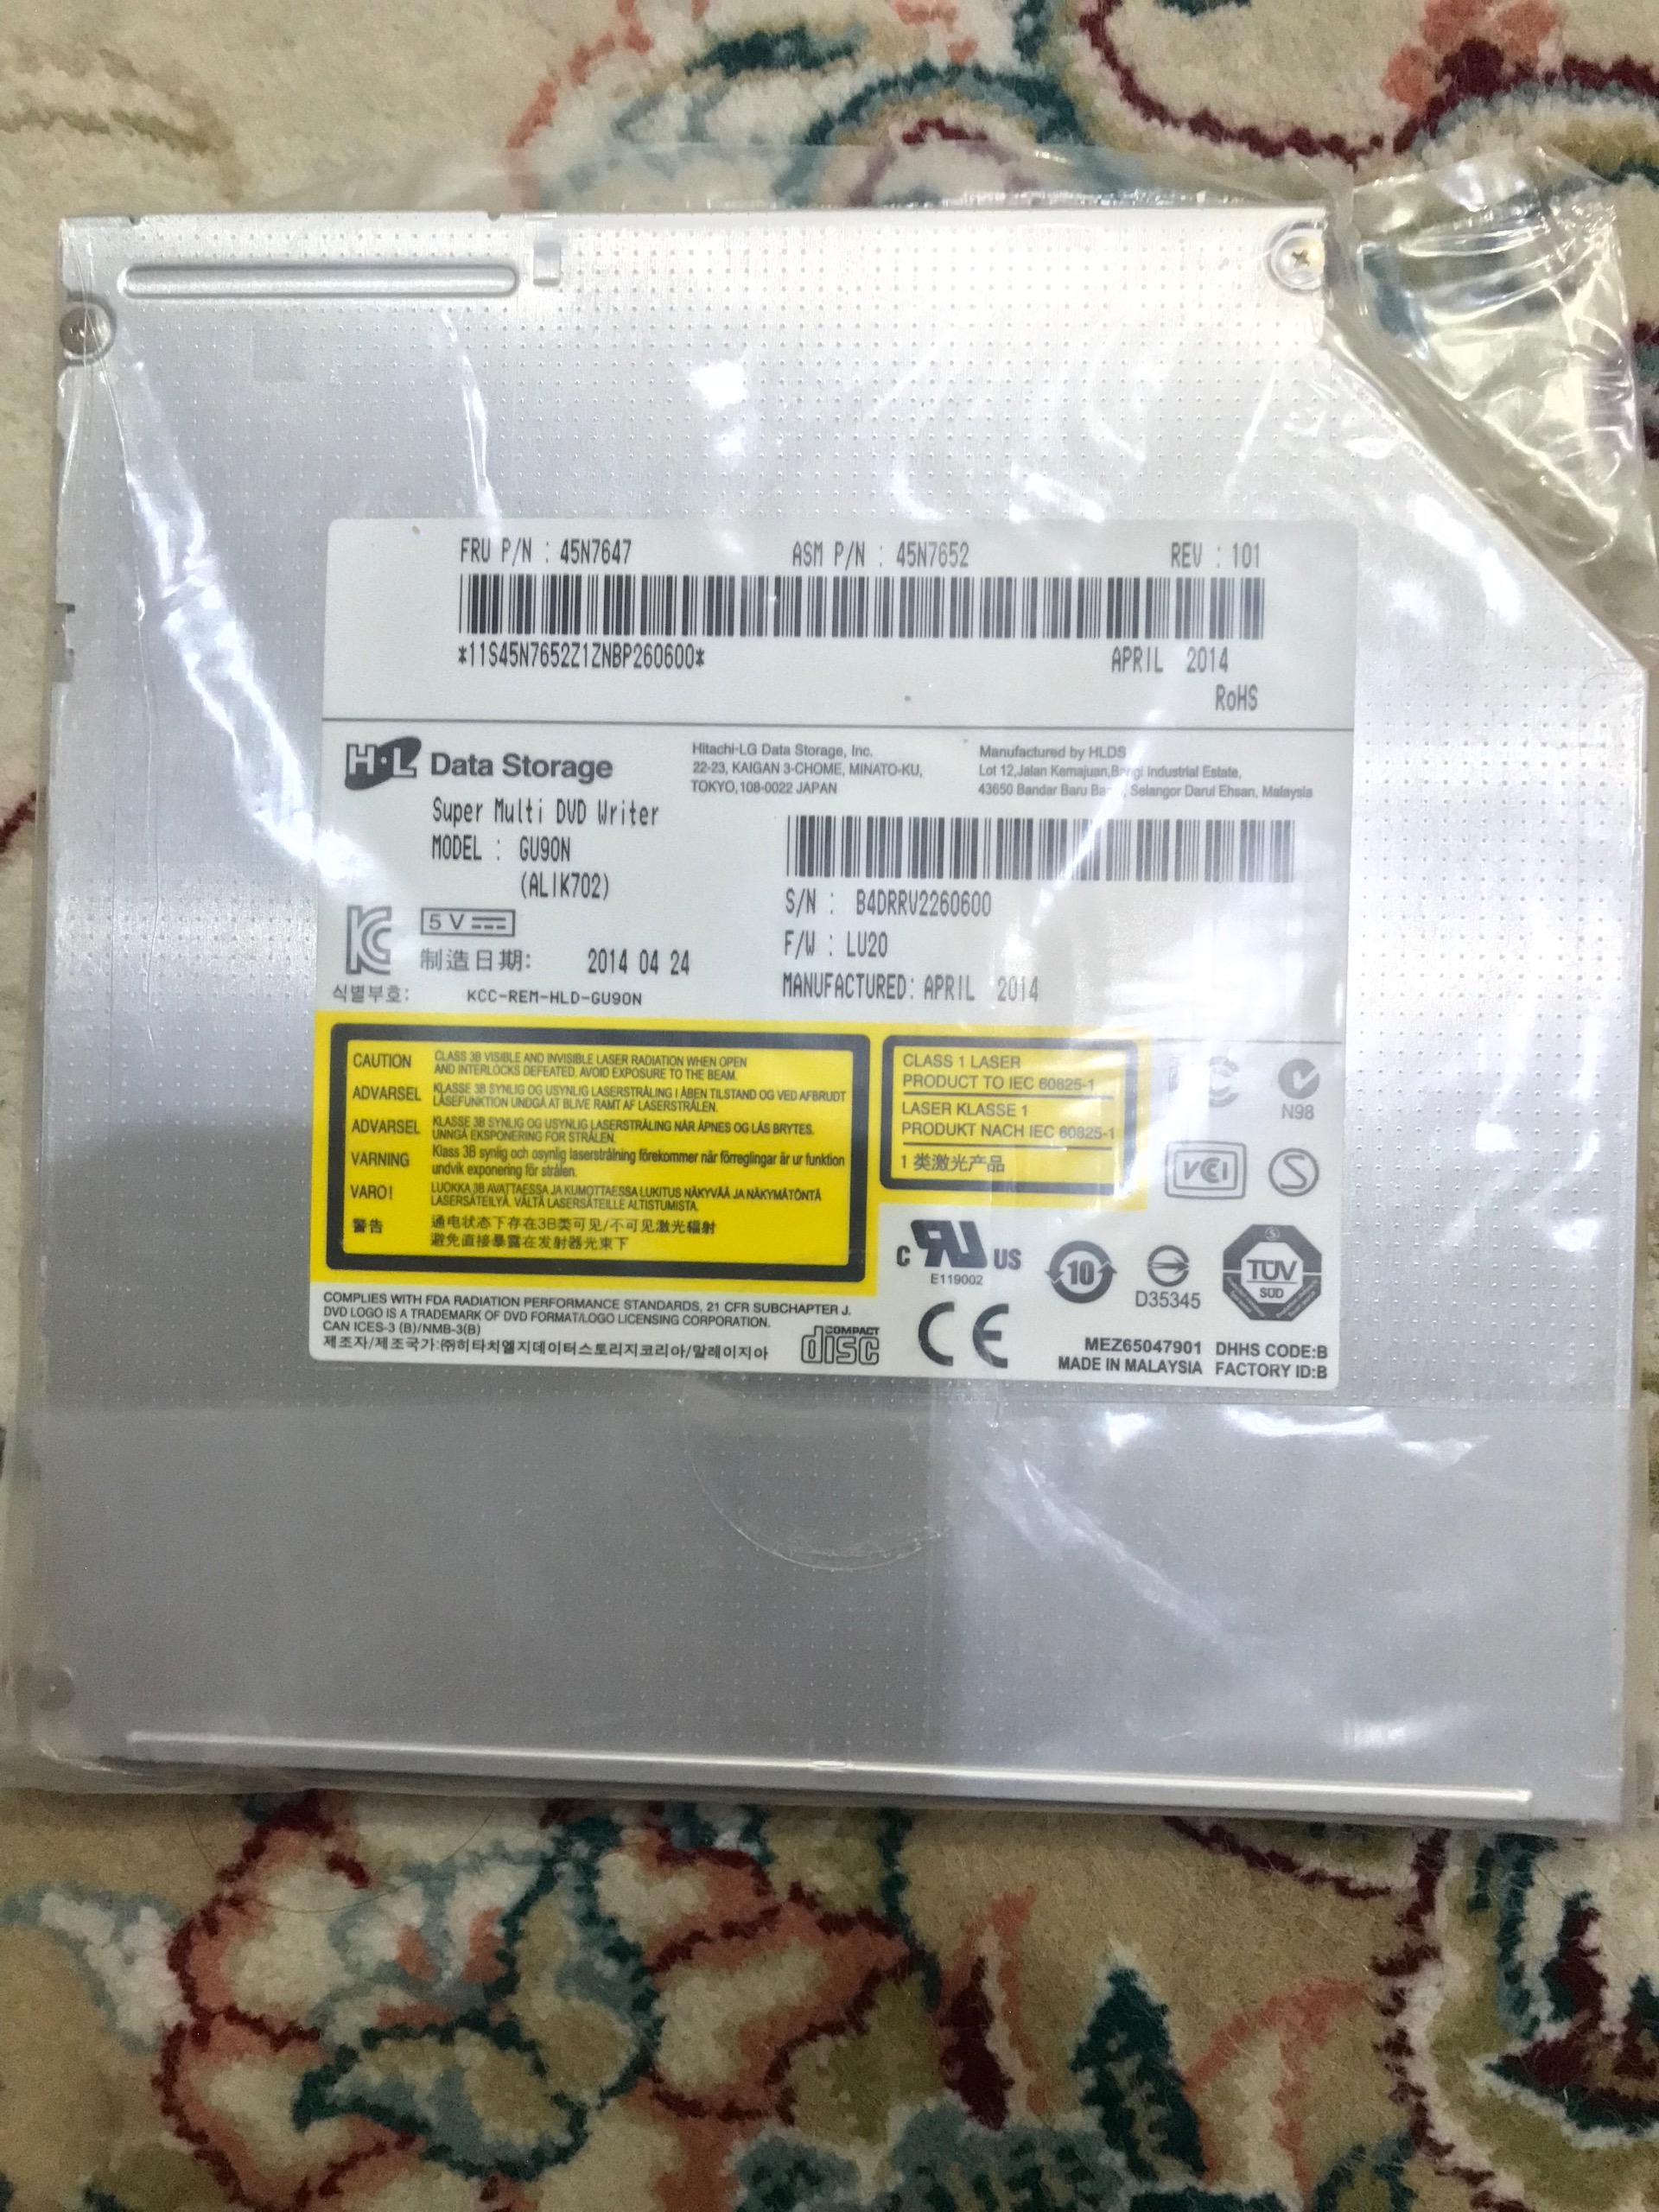 FRU P/N : 45N7647 ASM P/N : 45N7652 REV : 101
*11S45N7652Z1ZNBP260600* APRIL 2014
RoHS
H·L Data Storage
Hitachi-LG Data Storage, Inc.
22-23, KAIGAN 3-CHOME, MINATO-KU,
TOKYO, 108-0022 JAPAN
Manufactured by HLDS
Lot 12,Jalan Kemajuan,Bangi Industrial Estate,
43650 Bandar Baru Selangor Darul Ehsan, Malaysia
Super Multi DVD Writer
MODEL : GU90N
(ALIK702)
5 V
制造日期: 2014 04 24
식별부호: KCC-REM-HLD-GU90N
S/N : B4DRRV2260600
F/W : LU20
MANUFACTURED: APRIL 2014
CAUTION CLASS 3B VISIBLE AND INVISIBLE LASER RADIATION WHEN OPEN
AND INTERLOCKS DEFEATED. AVOID EXPOSURE TO THE BEAM.
ADVARSEL KLASSE 3B SYNLIG OG USYNLIG LASERSTRÅLING I ÅBEN TILSTAND OG VED AFBRUDT
LÅSEFUNKTION UNDGÅ AT BLIVE RAMT AF LASERSTRÅLEN.
ADVARSEL KLASSE 3B SYNLIG OG USYNLIG LASERSTRÅLING NÅR ÅPNES OG LÅS BRYTES.
UNNGÅ EKSPONERING FOR STRÅLEN.
VARNING Klass 3B synlig och osynlig laserstrålning förekommer når förreglingar är ur funktion
undvik exponering för strålen.
VARO! LUOKKA 3B AVATTAESSA JA KUMOTTAESSA LUKITUS NÄKYVÄÄ JA NÄKYMÄTÖNTÄ
LASERSÄTEILYÄ, VÄLTÄ LASERSÄTEILLE ALTISTUMISTA.
警告 通电状态下存在3B类可见/不可见激光辐射
避免直接暴露在发射器光束下
CLASS 1 LASER
PRODUCT TO IEC 60825-1
LASER KLASSE 1
PRODUKT NACH IEC 60825-1
1 类激光产品
N98
VCI
C RU US
E119002
10
D35345
TÜV
SÜD
COMPLIES WITH FDA RADIATION PERFORMANCE STANDARDS, 21 CFR SUBCHAPTER J.
DVD LOGO IS A TRADEMARK OF DVD FORMAT/LOGO LICENSING CORPORATION.
CAN ICES-3 (B)/NMB-3(B)
제조자/제조국가:㈜히타치엘지데이터스토리지코리아/말레이지아
COMPACT
disc
CE
MEZ65047901 DHHS CODE:B
MADE IN MALAYSIA FACTORY ID:B